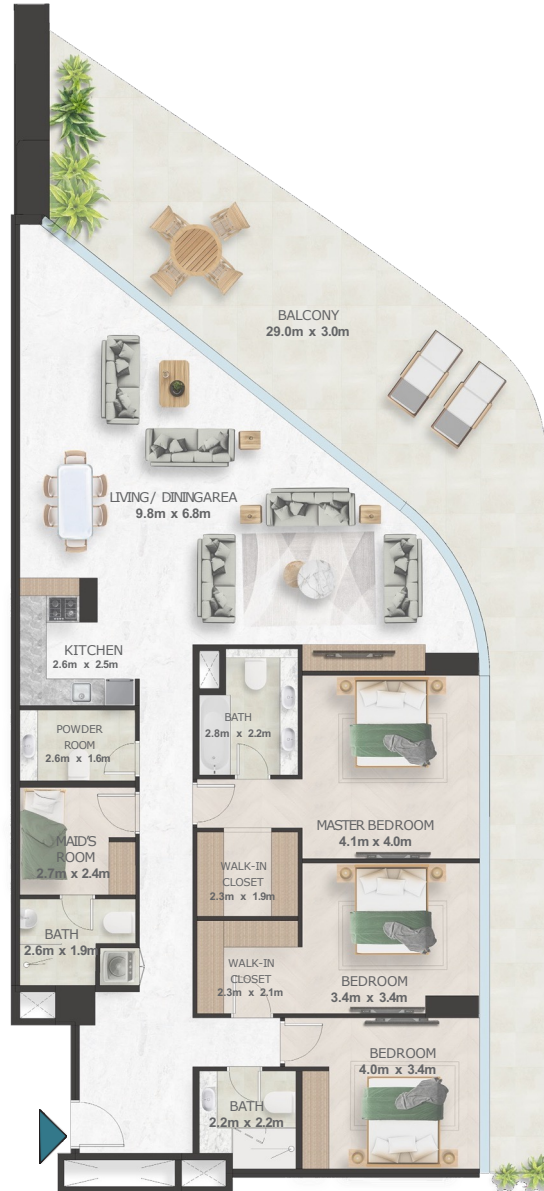 BALCONY
29.0m x 3.0m
LIVING / DININGAREA
9.8m x 6.8m
KITCHEN
2.6m x 2.5m
POWDER
ROOM
2.6m x 1.6m
BATH
2.8m x 2.2m
MASTER BEDROOM
4.1m x 4.0m
MAID'S
ROOM
2.7m x 2.4m
WALK-IN
CLOSET
2.3m x 1.9m
BATH
2.6m x 1.9m
WALK-IN
CLOSET
2.3m x 2.1m
BEDROOM
3.4m x 3.4m
BEDROOM
4.0m x 3.4m
BATH
2.2m x 2.2m